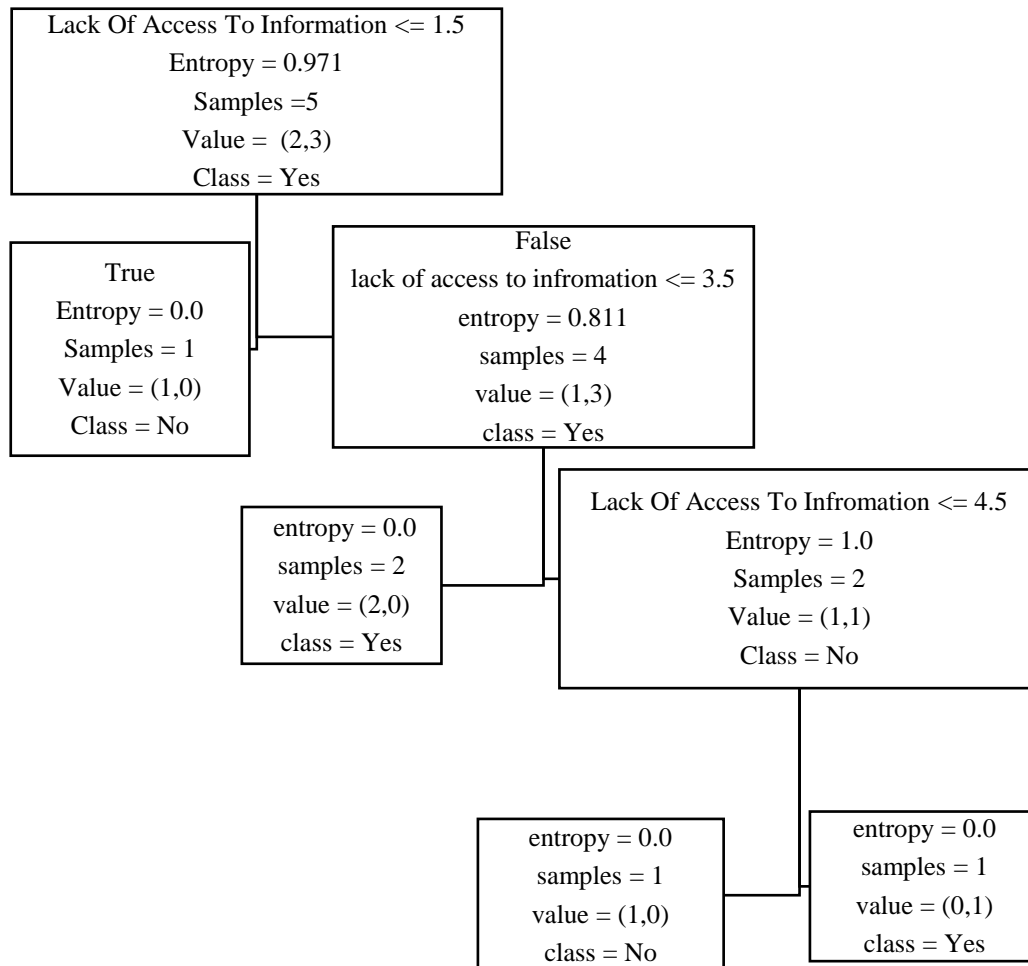 Lack Of Access To Information <= 1.5
Entropy = 0.971
Samples =5
Value =  (2,3)
Class = Yes
True
Entropy = 0.0
Samples = 1
Value = (1,0)
Class = No
False
lack of access to infromation <= 3.5
entropy = 0.811
samples = 4
value = (1,3)
class = Yes
entropy = 0.0
samples = 2
value = (2,0)
class = Yes
Lack Of Access To Infromation <= 4.5
Entropy = 1.0
Samples = 2
Value = (1,1)
Class = No
entropy = 0.0
samples = 1
value = (1,0)
class = No
entropy = 0.0
samples = 1
value = (0,1)
class = Yes